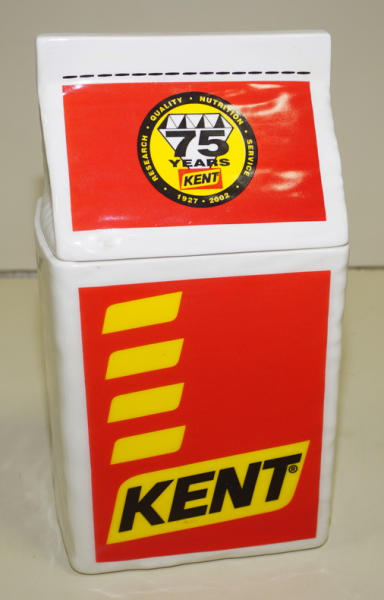 RESEARCH • QUALITY • NUTRITION • SERVICE
75
YEARS
KENT
• 1927 • 2002 •
KENT®